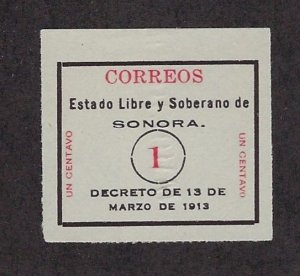 CORREOS
Estado Libre y Soberano de
SONORA.
UN CENTAVO
1
UN CENTAVO
DECRETO DE 13 DE
MARZO DE 1913